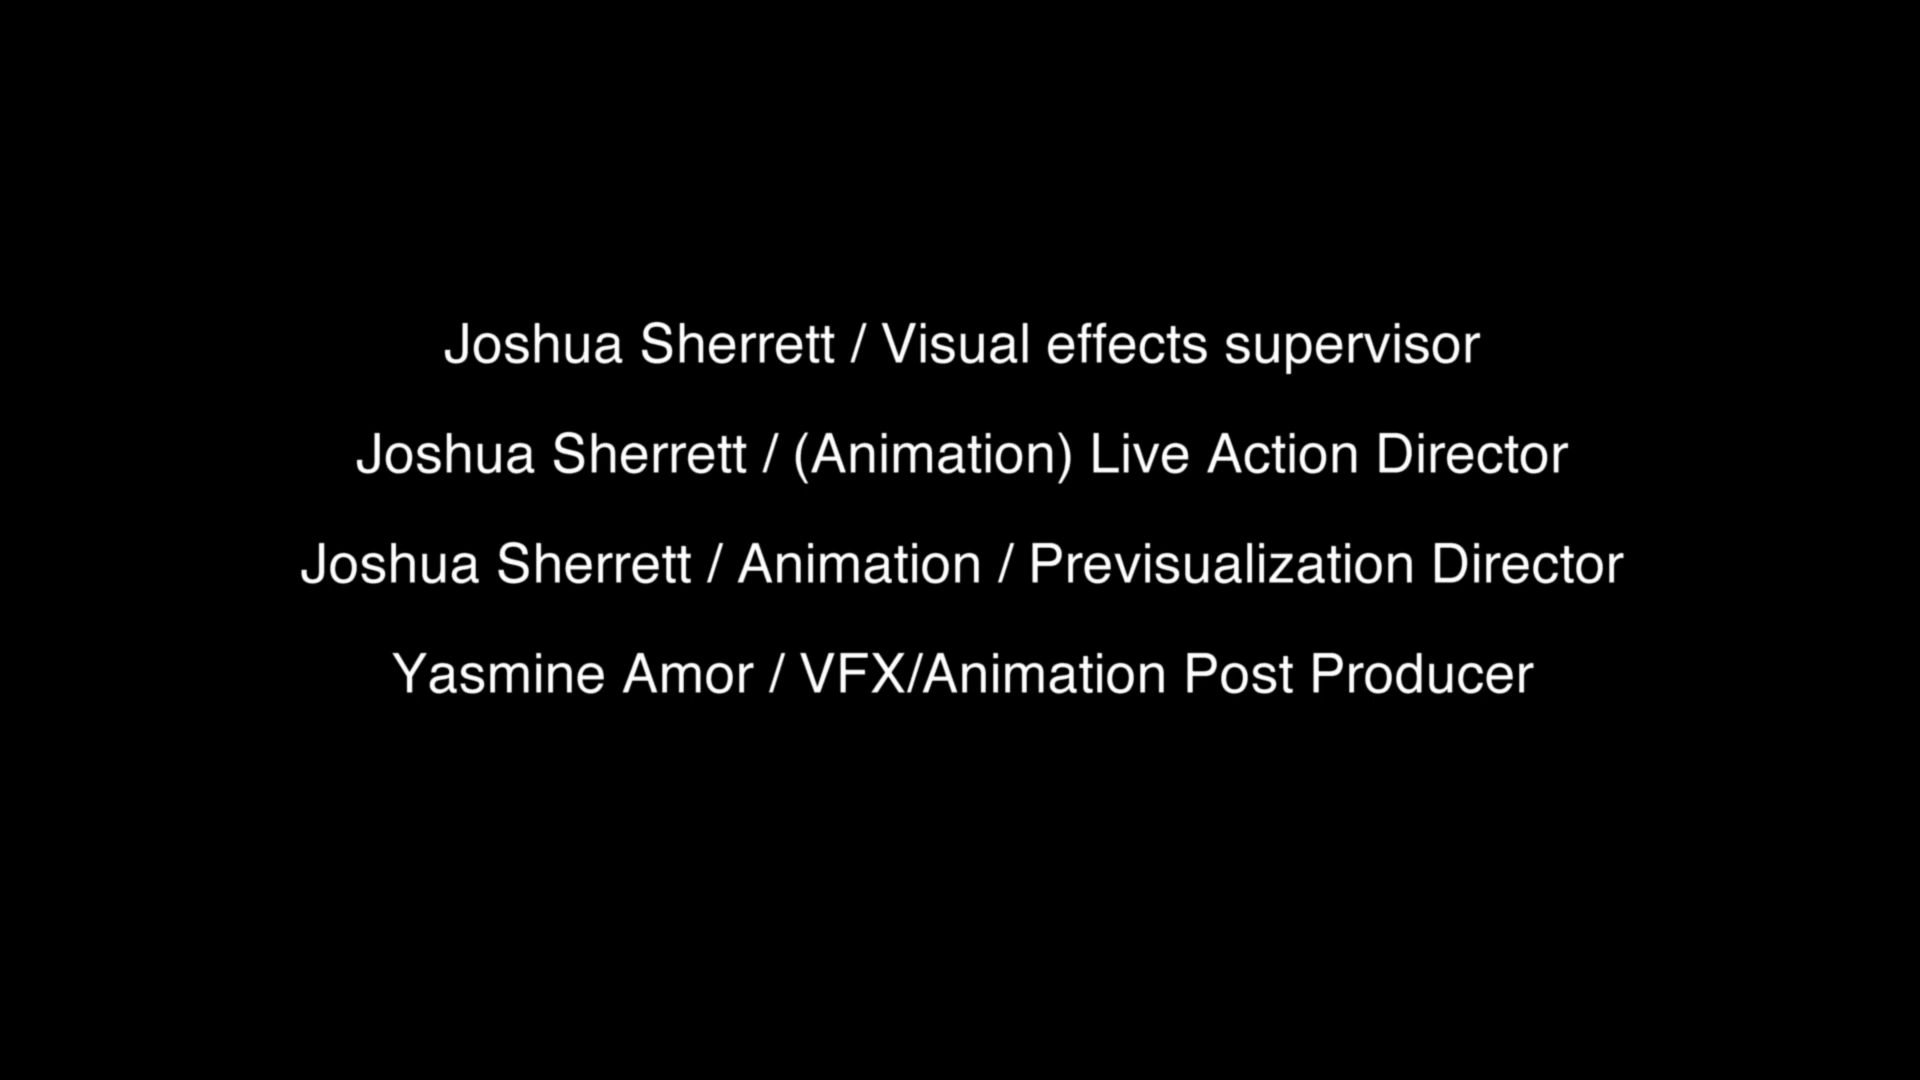 Joshua Sherrett / Visual effects supervisor
Joshua Sherrett / (Animation) Live Action Director
Joshua Sherrett / Animation / Previsualization Director
Yasmine Amor / VFX/Animation Post Producer